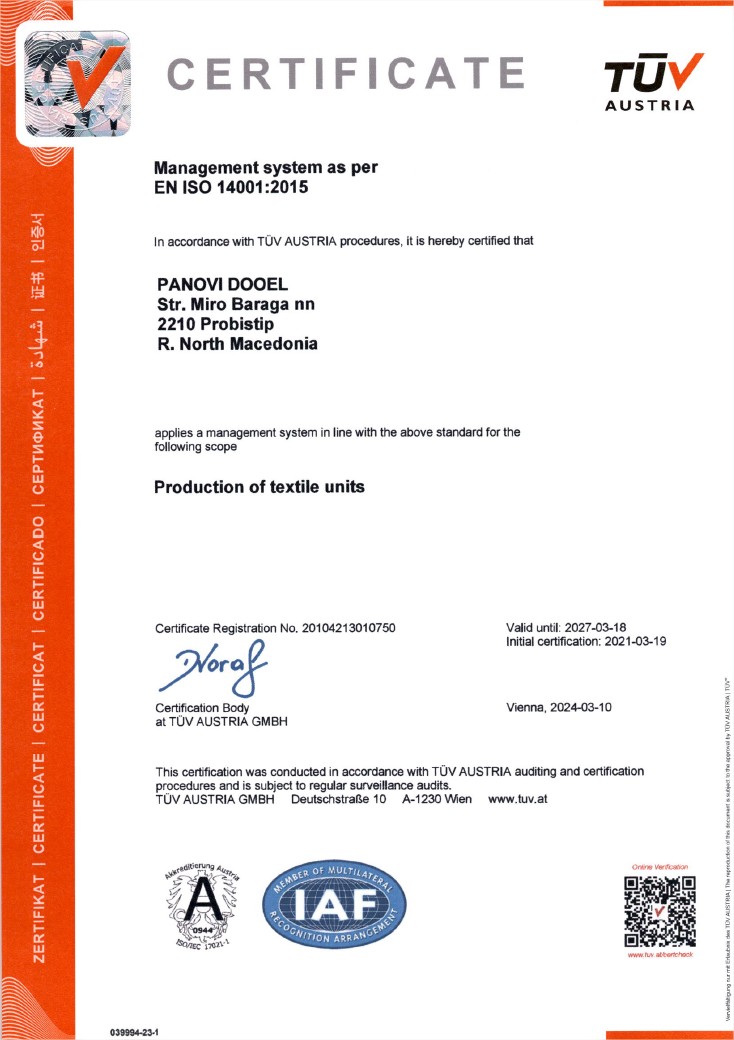 CERTIFICATE
TÜV
AUSTRIA
Management system as per
EN ISO 14001:2015
In accordance with TÜV AUSTRIA procedures, it is hereby certified that
PANOVI DOOEL
Str. Miro Baraga nn
2210 Probistip
R. North Macedonia
applies a management system in line with the above standard for the
following scope
Production of textile units
Certificate Registration No. 20104213010750
Valid until: 2027-03-18
Initial certification: 2021-03-19
Certification Body
at TÜV AUSTRIA GMBH
Vienna, 2024-03-10
This certification was conducted in accordance with TÜV AUSTRIA auditing and certification
procedures and is subject to regular surveillance audits.
TÜV AUSTRIA GMBH Deutschstraße 10 A-1230 Wien www.tuv.at
Akkreditierung Austria
A
0944
ISO/IEC 17021-1
MEMBER OF MULTILATERAL
IAF
RECOGNITION ARRANGEMENT
Online Verification
www.tuv.at/certcheck
039994-23-1
ZERTIFIKAT | CERTIFICATE | CERTIFICAT | CERTIFICADO | СЕРТИФИКАТ | شهادة | 证书 | 인증서
Vervielfältigung nur mit Erlaubnis des TÜV AUSTRIA | The reproduction of this document is subject to the approval by TÜV AUSTRIA | TÜV®